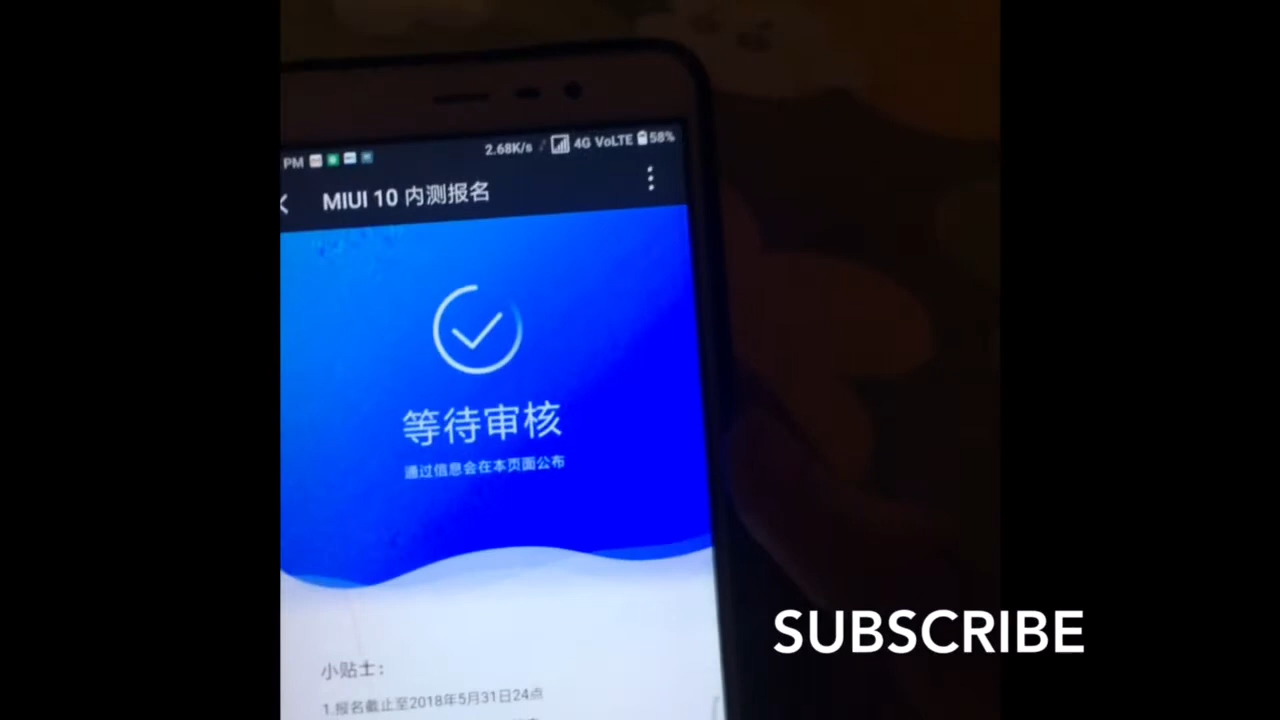 PM 2.68K/s 4G VoLTE 58%
MIUI 10 内测报名
等待审核
通过信息会在本页面公布
小贴士:
1.报名截止至2018年5月31日24点
SUBSCRIBE